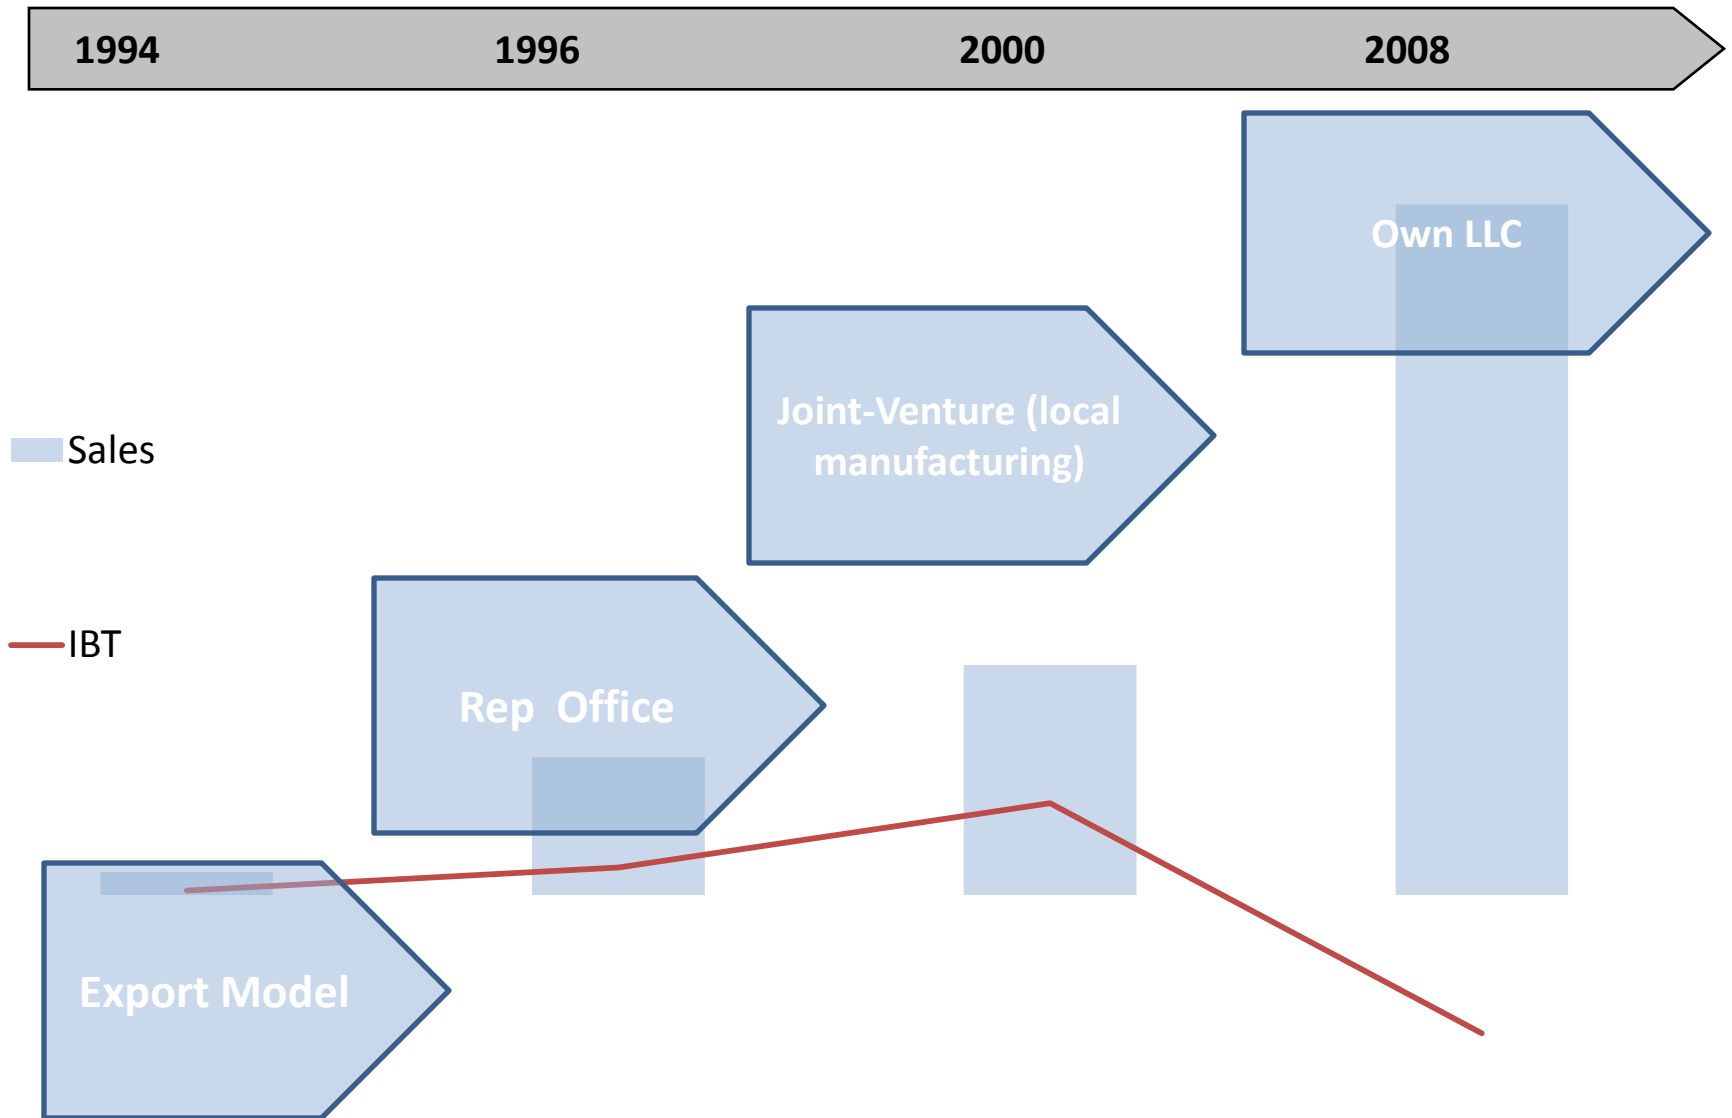 1994 1996 2000 2008
Own LLC
Joint-Venture (local
manufacturing)
Sales
IBT
Rep Office
Export Model